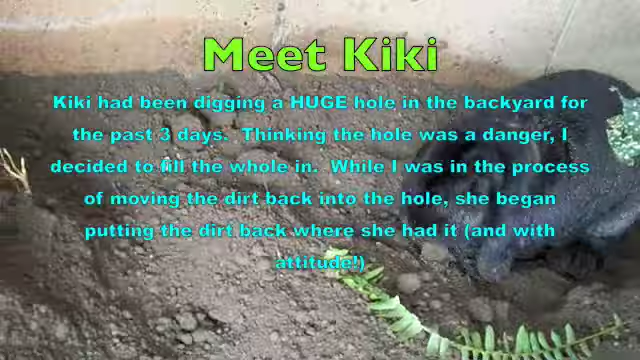 Meet Kiki
Kiki had been digging a HUGE hole in the backyard for
the past 3 days. Thinking the hole was a danger, I
decided to fill the whole in. While I was in the process
of moving the dirt back into the hole, she began
putting the dirt back where she had it (and with
attitude!)